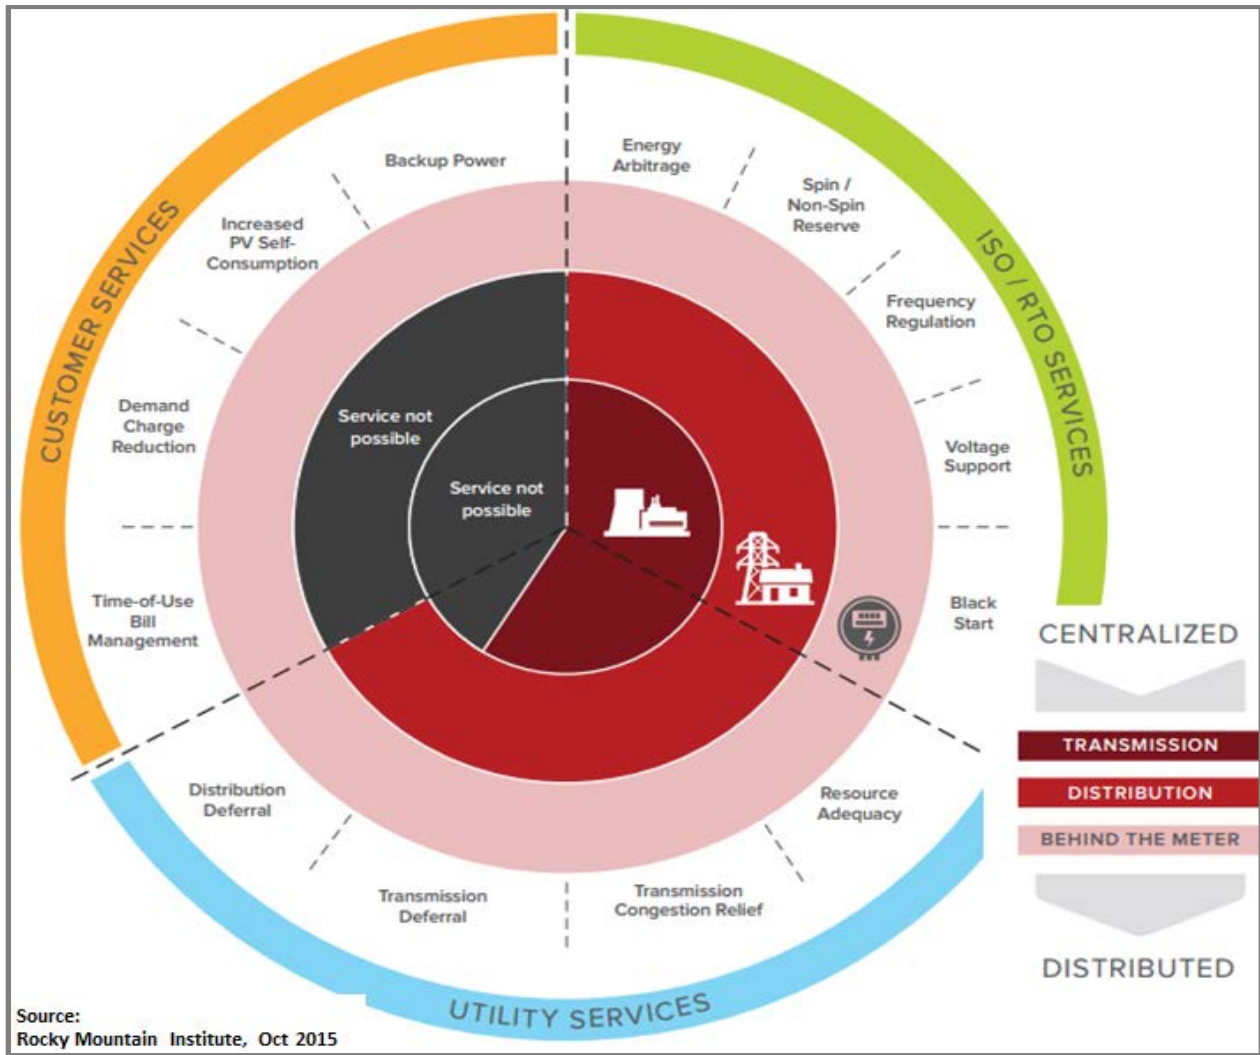 Backup Power
Energy
Arbitrage
Spin /
Non-Spin
Reserve
Increased
PV Self-
Consumption
Frequency
Regulation
CUSTOMER SERVICES
ISO / RTO SERVICES
Demand
Charge
Reduction
Service not
possible
Service not
possible
Voltage
Support
Time-of-Use
Bill
Management
Black
Start
CENTRALIZED
TRANSMISSION
DISTRIBUTION
BEHIND THE METER
DISTRIBUTED
Distribution
Deferral
Resource
Adequacy
Transmission
Deferral
Transmission
Congestion Relief
UTILITY SERVICES
Source:
Rocky Mountain Institute, Oct 2015